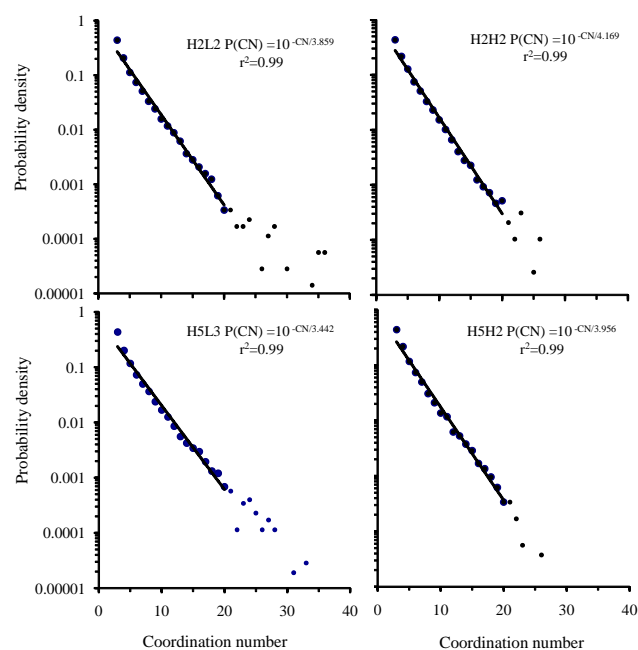 H2L2 P(CN) =10^-CN/3.859
r²=0.99
H2H2 P(CN) =10^-CN/4.169
r²=0.99
Probability density
1
0.1
0.01
0.001
0.0001
0.00001
H5L3 P(CN) =10^-CN/3.442
r²=0.99
H5H2 P(CN) =10^-CN/3.956
r²=0.99
Probability density
1
0.1
0.01
0.001
0.0001
0.00001
0 10 20 30 40
0 10 20 30 40
Coordination number
Coordination number